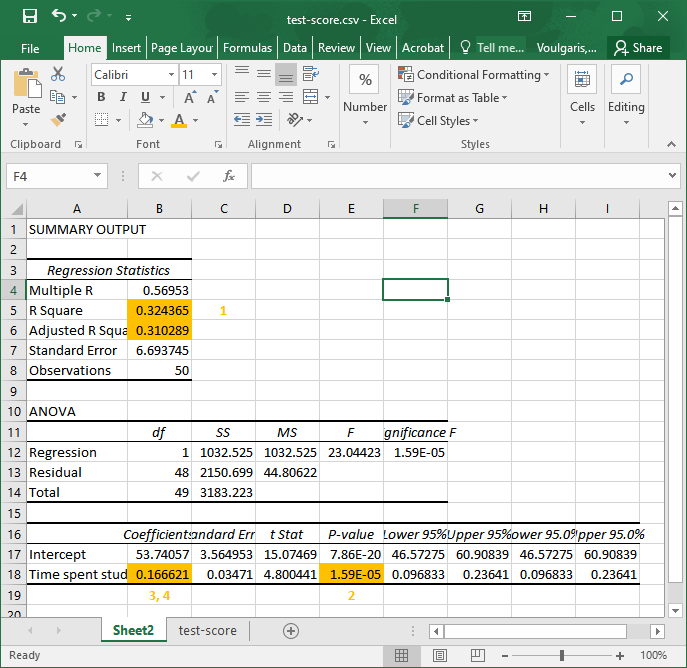 test-score.csv - Excel
File Home Insert Page Layou Formulas Data Review View Acrobat Tell me... Voulgaris,... Share
Paste
Clipboard
Calibri 11
B I U A A
A
Font
Alignment
%
Number
Conditional Formatting
Format as Table
Cell Styles
Styles
Cells
Editing
F4 fx
A B C D E F G H I
1 SUMMARY OUTPUT
2
3 Regression Statistics
4 Multiple R 0.56953
5 R Square 0.324365 1
6 Adjusted R Squa 0.310289
7 Standard Error 6.693745
8 Observations 50
9
10 ANOVA
11 df SS MS F gnificance F
12 Regression 1 1032.525 1032.525 23.04423 1.59E-05
13 Residual 48 2150.699 44.80622
14 Total 49 3183.223
15
16 Coefficients andard Err t Stat P-value Lower 95% Upper 95% ower 95.0% pper 95.0%
17 Intercept 53.74057 3.564953 15.07469 7.86E-20 46.57275 60.90839 46.57275 60.90839
18 Time spent stud 0.166621 0.03471 4.800441 1.59E-05 0.096833 0.23641 0.096833 0.23641
19 3, 4 2
20
Sheet2 test-score
Ready 100%